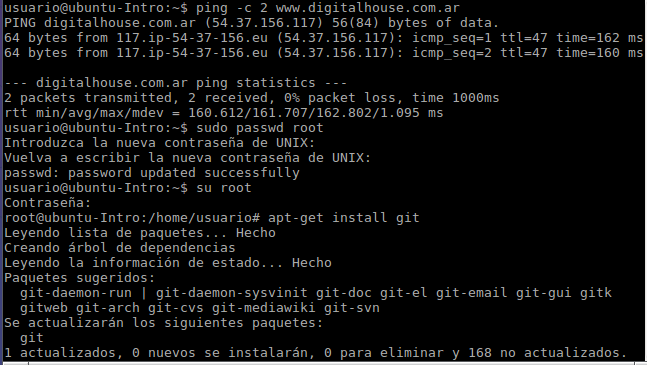 usuario@ubuntu-Intro:~$ ping -c 2 www.digitalhouse.com.ar
PING digitalhouse.com.ar (54.37.156.117) 56(84) bytes of data.
64 bytes from 117.ip-54-37-156.eu (54.37.156.117): icmp_seq=1 ttl=47 time=162 ms
64 bytes from 117.ip-54-37-156.eu (54.37.156.117): icmp_seq=2 ttl=47 time=160 ms
--- digitalhouse.com.ar ping statistics ---
2 packets transmitted, 2 received, 0% packet loss, time 1000ms
rtt min/avg/max/mdev = 160.612/161.707/162.802/1.095 ms
usuario@ubuntu-Intro:~$ sudo passwd root
Introduzca la nueva contraseña de UNIX:
Vuelva a escribir la nueva contraseña de UNIX:
passwd: password updated successfully
usuario@ubuntu-Intro:~$ su root
Contraseña:
root@ubuntu-Intro:/home/usuario# apt-get install git
Leyendo lista de paquetes... Hecho
Creando árbol de dependencias
Leyendo la información de estado... Hecho
Paquetes sugeridos:
  git-daemon-run | git-daemon-sysvinit git-doc git-el git-email git-gui gitk
  gitweb git-arch git-cvs git-mediawiki git-svn
Se actualizarán los siguientes paquetes:
  git
1 actualizados, 0 nuevos se instalarán, 0 para eliminar y 168 no actualizados.